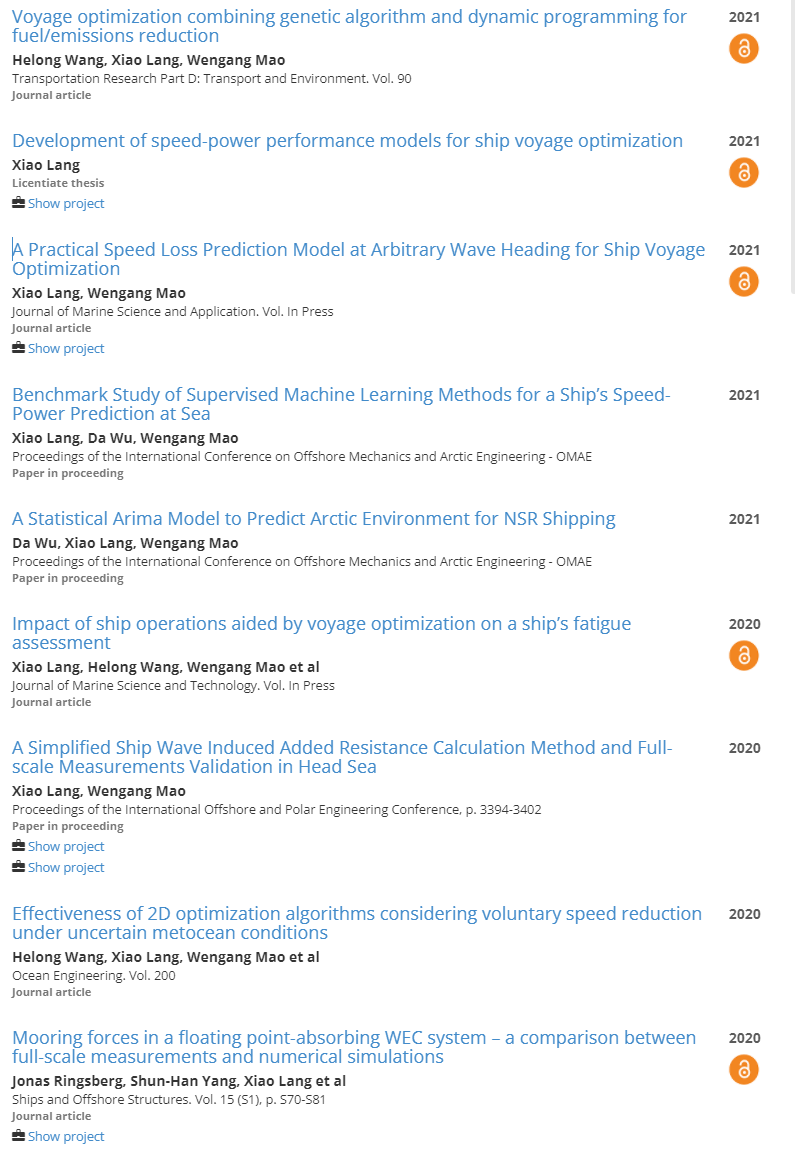 Voyage optimization combining genetic algorithm and dynamic programming for 2021
fuel/emissions reduction
Helong Wang, Xiao Lang, Wengang Mao
Transportation Research Part D: Transport and Environment. Vol. 90
Journal article
Development of speed-power performance models for ship voyage optimization 2021
Xiao Lang
Licentiate thesis
Show project
A Practical Speed Loss Prediction Model at Arbitrary Wave Heading for Ship Voyage 2021
Optimization
Xiao Lang, Wengang Mao
Journal of Marine Science and Application. Vol. In Press
Journal article
Show project
Benchmark Study of Supervised Machine Learning Methods for a Ship’s Speed- 2021
Power Prediction at Sea
Xiao Lang, Da Wu, Wengang Mao
Proceedings of the International Conference on Offshore Mechanics and Arctic Engineering - OMAE
Paper in proceeding
A Statistical Arima Model to Predict Arctic Environment for NSR Shipping 2021
Da Wu, Xiao Lang, Wengang Mao
Proceedings of the International Conference on Offshore Mechanics and Arctic Engineering - OMAE
Paper in proceeding
Impact of ship operations aided by voyage optimization on a ship’s fatigue 2020
assessment
Xiao Lang, Helong Wang, Wengang Mao et al
Journal of Marine Science and Technology. Vol. In Press
Journal article
A Simplified Ship Wave Induced Added Resistance Calculation Method and Full- 2020
scale Measurements Validation in Head Sea
Xiao Lang, Wengang Mao
Proceedings of the International Offshore and Polar Engineering Conference, p. 3394-3402
Paper in proceeding
Show project
Show project
Effectiveness of 2D optimization algorithms considering voluntary speed reduction 2020
under uncertain metocean conditions
Helong Wang, Xiao Lang, Wengang Mao et al
Ocean Engineering. Vol. 200
Journal article
Mooring forces in a floating point-absorbing WEC system – a comparison between 2020
full-scale measurements and numerical simulations
Jonas Ringsberg, Shun-Han Yang, Xiao Lang et al
Ships and Offshore Structures. Vol. 15 (S1), p. S70-S81
Journal article
Show project